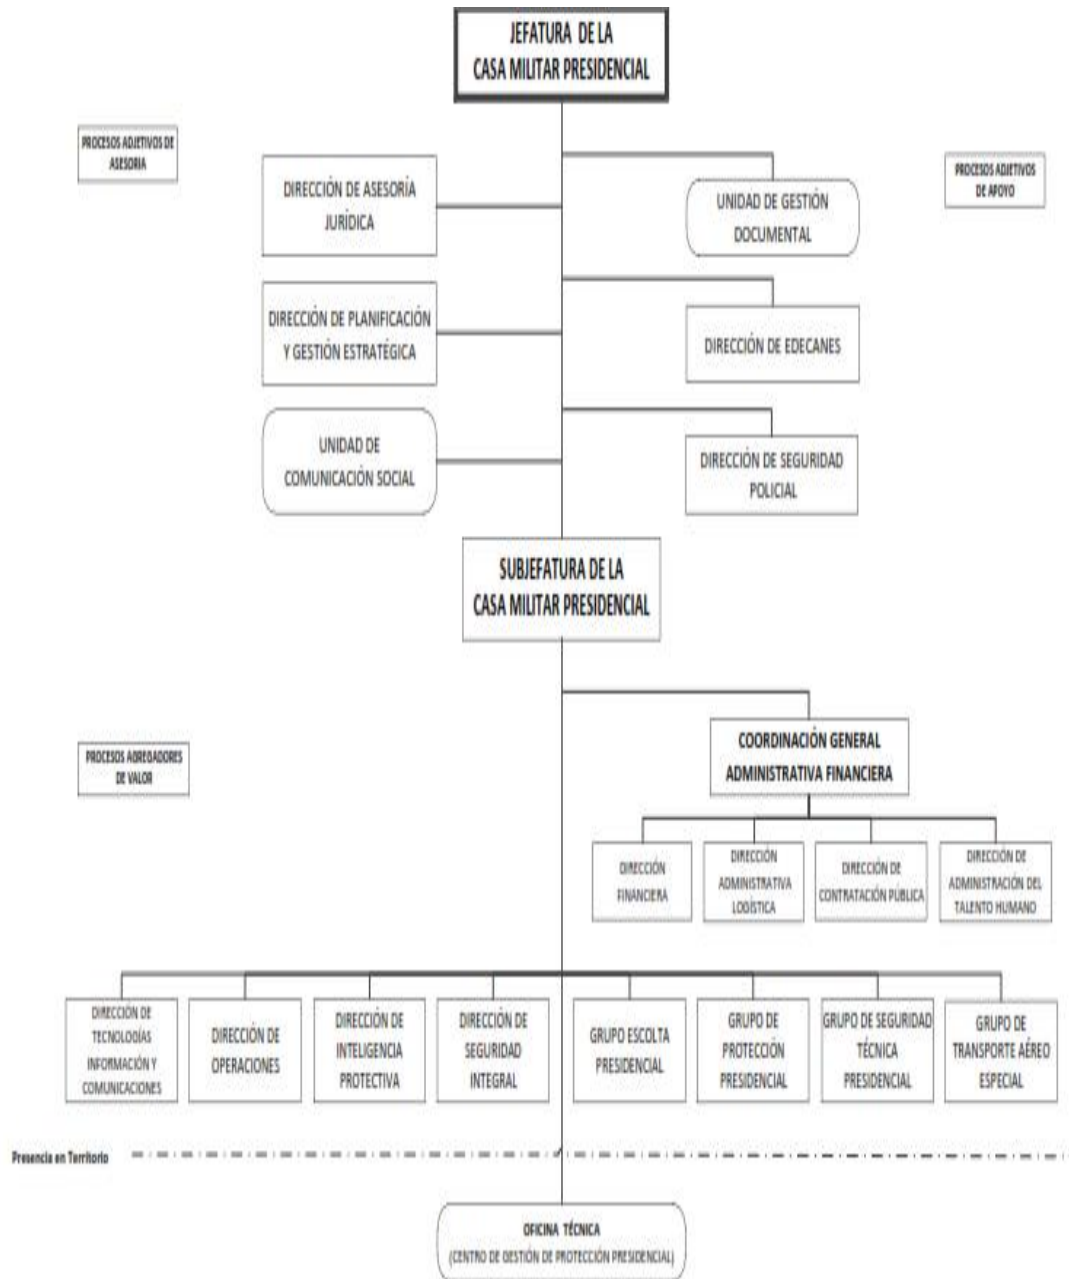 JEFATURA DE LA
CASA MILITAR PRESIDENCIAL
PROCESOS ADJETIVOS DE
ASESORIA
DIRECCIÓN DE ASESORÍA
JURÍDICA
UNIDAD DE GESTIÓN
DOCUMENTAL
PROCESOS ADJETIVOS
DE APOYO
DIRECCIÓN DE PLANIFICACIÓN
Y GESTIÓN ESTRATÉGICA
DIRECCIÓN DE EDECANES
UNIDAD DE
COMUNICACIÓN SOCIAL
DIRECCIÓN DE SEGURIDAD
POLICIAL
SUBJEFATURA DE LA
CASA MILITAR PRESIDENCIAL
PROCESOS AGREGADORES
DE VALOR
COORDINACIÓN GENERAL
ADMINISTRATIVA FINANCIERA
DIRECCIÓN
FINANCIERA
DIRECCIÓN
ADMINISTRATIVA
LOGÍSTICA
DIRECCIÓN DE
CONTRATACIÓN PÚBLICA
DIRECCIÓN DE
ADMINISTRACIÓN DEL
TALENTO HUMANO
DIRECCIÓN DE
TECNOLOGÍAS
INFORMACIÓN Y
COMUNICACIONES
DIRECCIÓN DE
OPERACIONES
DIRECCIÓN DE
INTELIGENCIA
PROTECTIVA
DIRECCIÓN DE
SEGURIDAD
INTEGRAL
GRUPO ESCOLTA
PRESIDENCIAL
GRUPO DE
PROTECCIÓN
PRESIDENCIAL
GRUPO DE SEGURIDAD
TÉCNICA
PRESIDENCIAL
GRUPO DE
TRANSPORTE AÉREO
ESPECIAL
Presencia en Territorio
OFICINA TÉCNICA
(CENTRO DE GESTIÓN DE PROTECCIÓN PRESIDENCIAL)